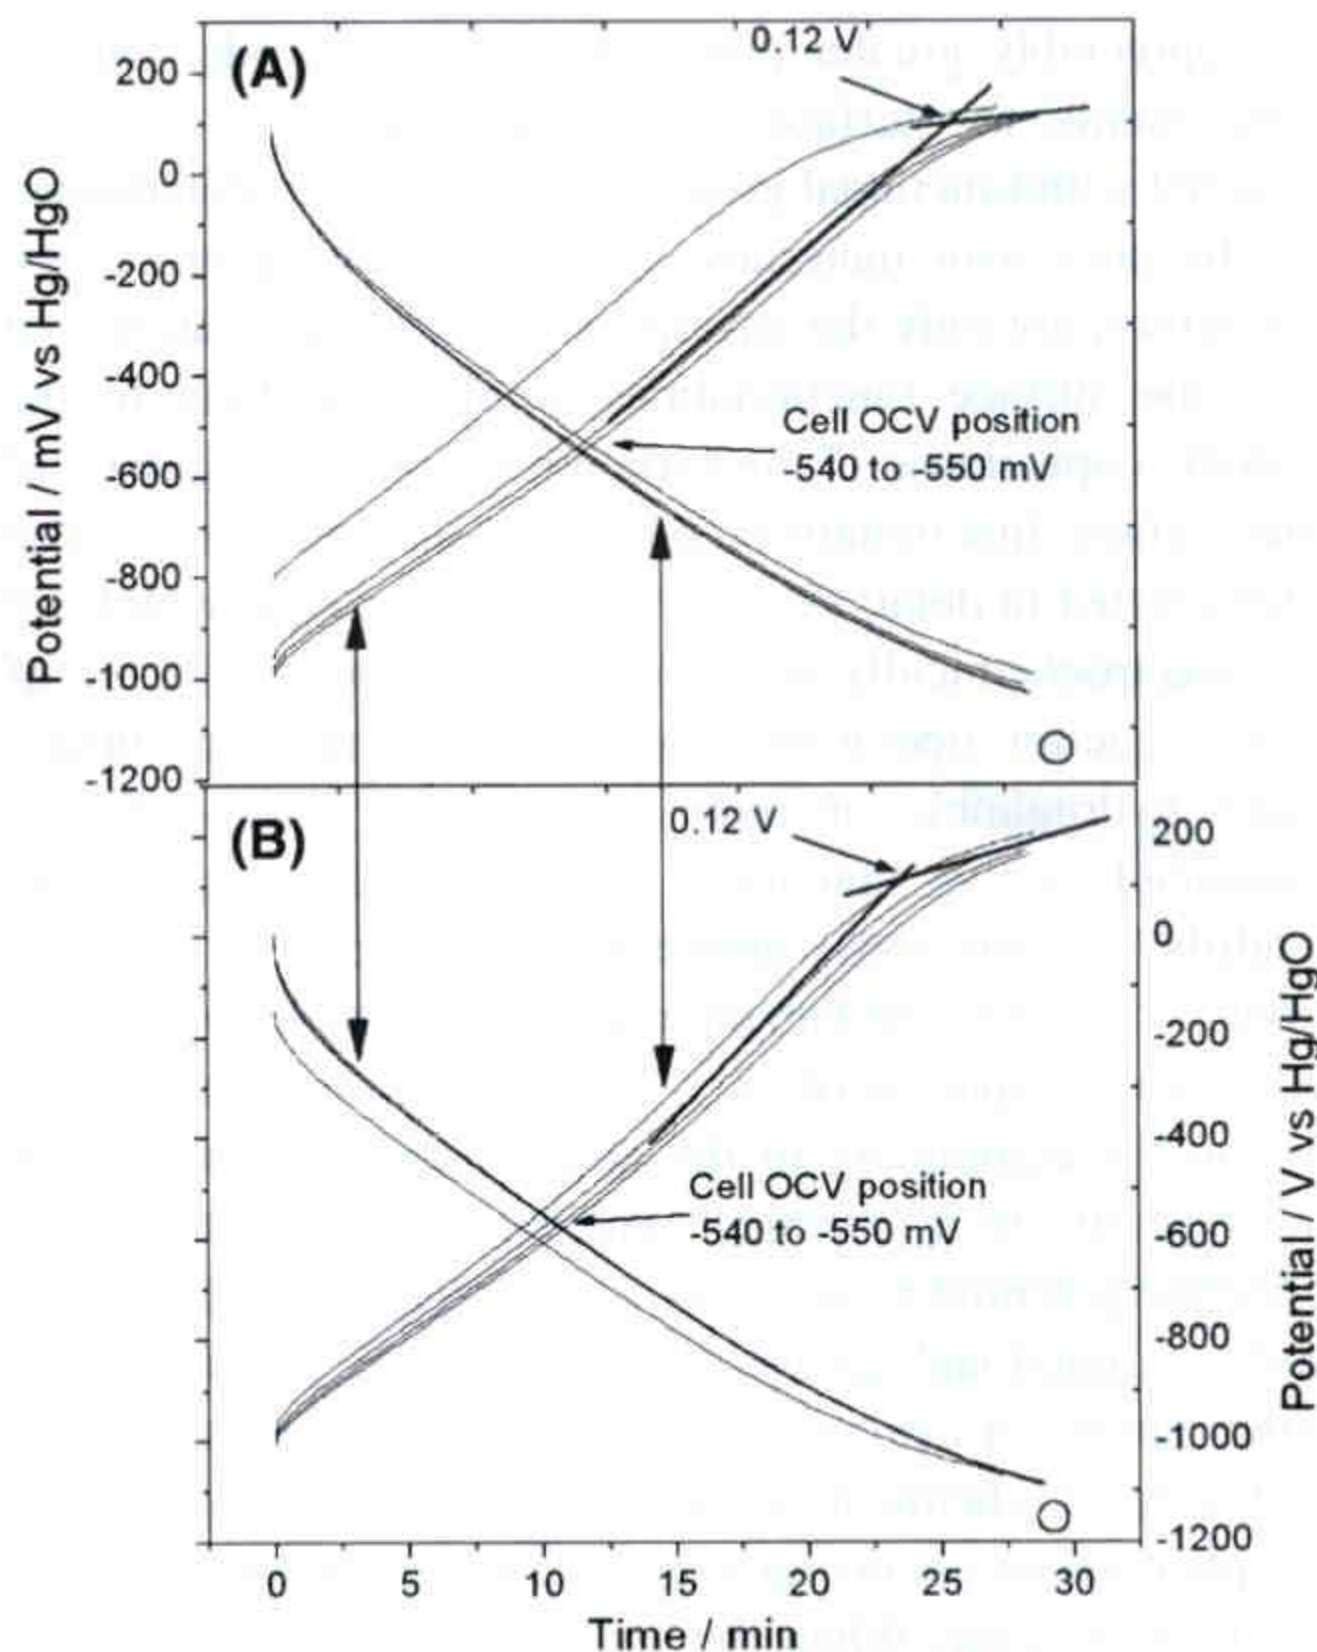 0.12 V
(A)
200
0
-200
-400
-600
-800
-1000
-1200
Potential / mV vs Hg/HgO
Cell OCV position
-540 to -550 mV
0.12 V
(B)
200
0
-200
-400
-600
-800
-1000
-1200
Potential / V vs Hg/HgO
Cell OCV position
-540 to -550 mV
0 5 10 15 20 25 30
Time / min